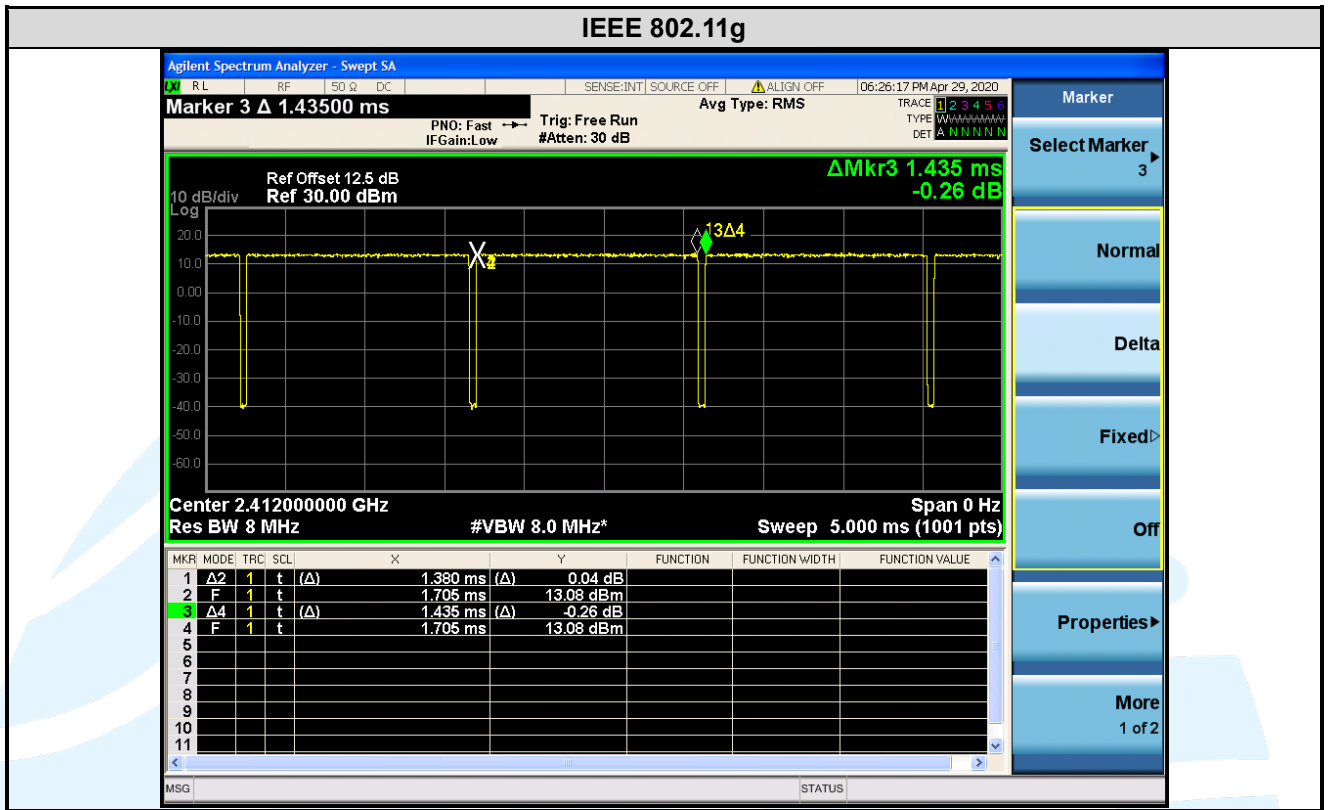 IEEE 802.11g
Agilent Spectrum Analyzer - Swept SA
LXI RL RF 50 Ω DC SENSE:INT SOURCE OFF ⚠ ALIGN OFF 06:26:17 PM Apr 29, 2020
Marker 3 Δ 1.43500 ms
PNO: Fast
IFGain:Low
Trig: Free Run
#Atten: 30 dB
Avg Type: RMS
TRACE 1 2 3 4 5 6
TYPE
DET A N N N N N
ΔMkr3 1.435 ms
-0.26 dB
Ref Offset 12.5 dB
10 dB/div Ref 30.00 dBm
Log
20.0
10.0
0.00
-10.0
-20.0
-30.0
-40.0
-50.0
-60.0
13Δ4
Center 2.412000000 GHz Span 0 Hz
Res BW 8 MHz #VBW 8.0 MHz* Sweep 5.000 ms (1001 pts)
MKR MODE TRC SCL X Y FUNCTION FUNCTION WIDTH FUNCTION VALUE
1 Δ2 1 t (Δ) 1.380 ms (Δ) 0.04 dB
2 F 1 t 1.705 ms 13.08 dBm
3 Δ4 1 t (Δ) 1.435 ms (Δ) -0.26 dB
4 F 1 t 1.705 ms 13.08 dBm
5
6
7
8
9
10
11
MSG STATUS
Marker
Select Marker
3
Normal
Delta
Fixed
Off
Properties
More
1 of 2